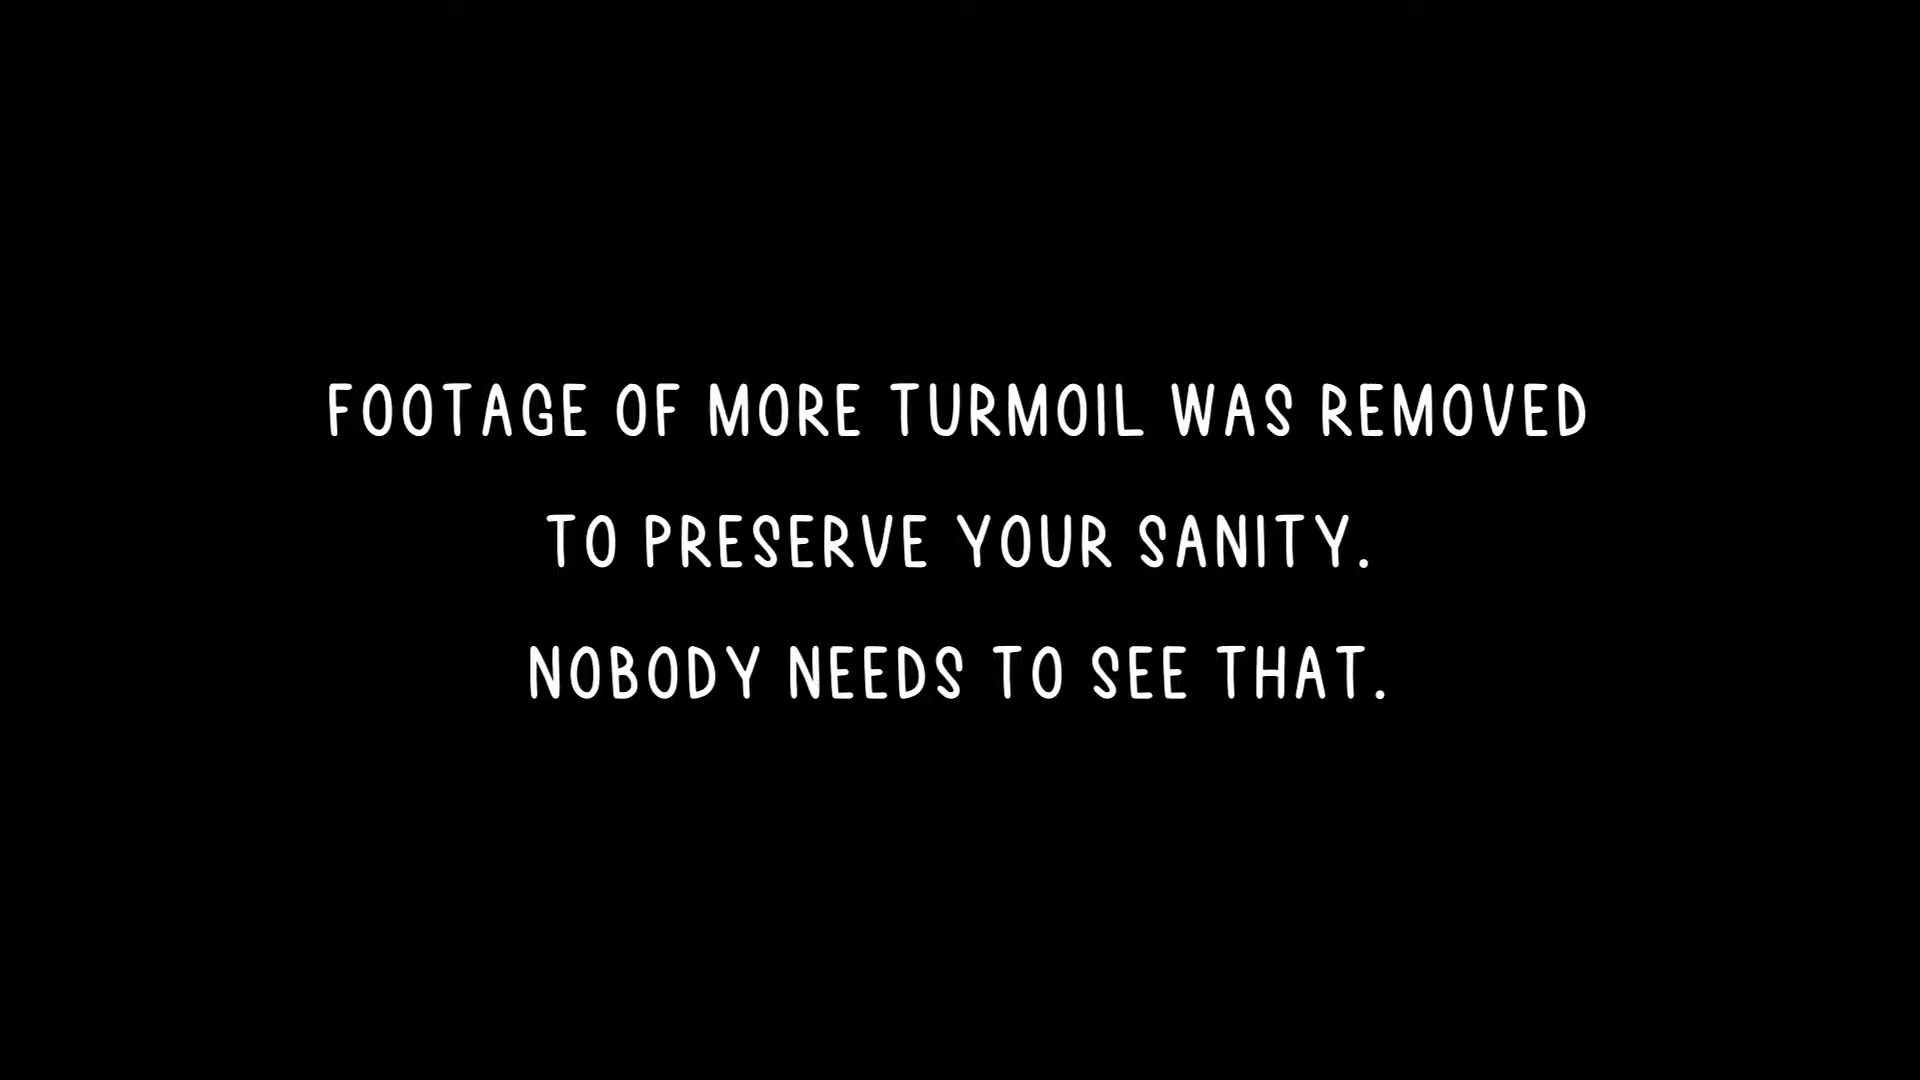 FOOTAGE OF MORE TURMOIL WAS REMOVED
TO PRESERVE YOUR SANITY.
NOBODY NEEDS TO SEE THAT.